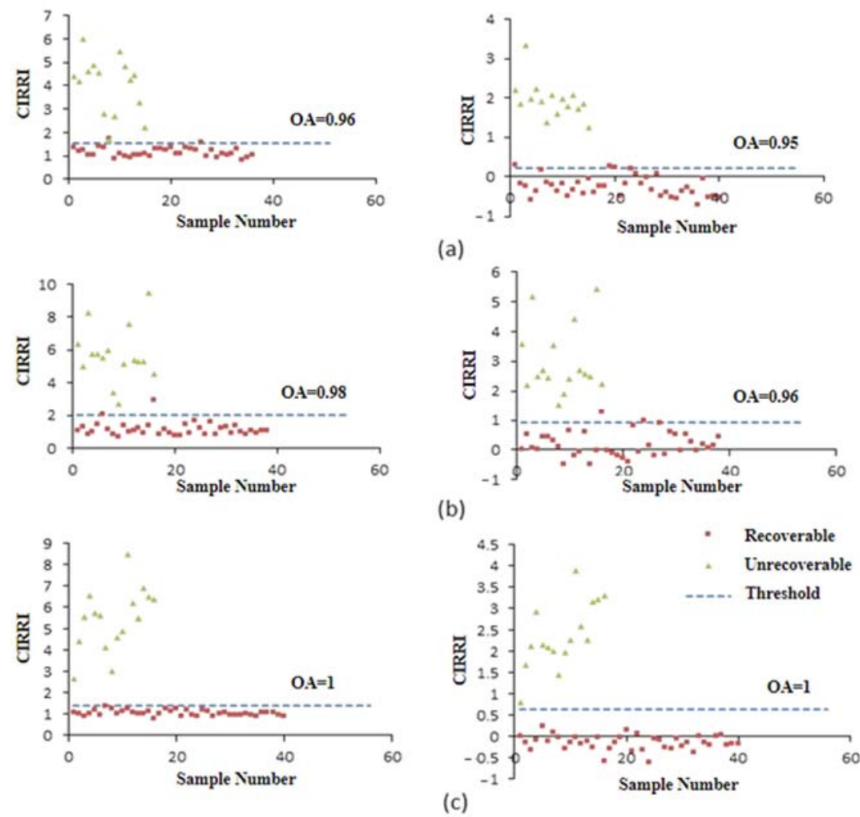 7
6
5
4
3
2
1
0
CIRRI
OA=0.96
0 20 40 60
Sample Number
4
3
2
1
0
−1
CIRRI
OA=0.95
0 20 40 60
Sample Number
(a)
10
8
6
4
2
0
CIRRI
OA=0.98
0 20 40 60
Sample Number
6
5
4
3
2
1
0
−1
CIRRI
OA=0.96
0 20 40 60
Sample Number
(b)
9
8
7
6
5
4
3
2
1
0
CIRRI
OA=1
0 20 40 60
Sample Number
4.5
4
3.5
3
2.5
2
1.5
1
0.5
0
−0.5
−1
CIRRI
Recoverable
Unrecoverable
Threshold
OA=1
0 20 40 60
Sample Number
(c)